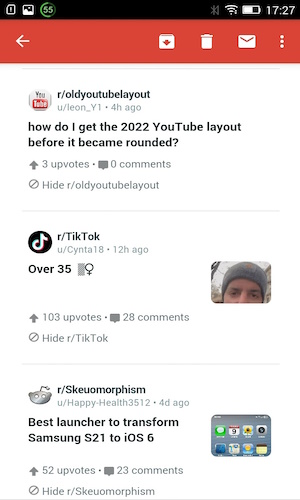 55
17:27
You
Tube
r/oldyoutubelayout
u/leon_Y1 • 4h ago
how do I get the 2022 YouTube layout
before it became rounded?
3 upvotes • 0 comments
Hide r/oldyoutubelayout
r/TikTok
u/Cynta18 • 12h ago
Over 35 ▒♀
103 upvotes • 28 comments
Hide r/TikTok
r/Skeuomorphism
u/Happy-Health3512 • 4d ago
Best launcher to transform
Samsung S21 to iOS 6
52 upvotes • 23 comments
Hide r/Skeuomorphism